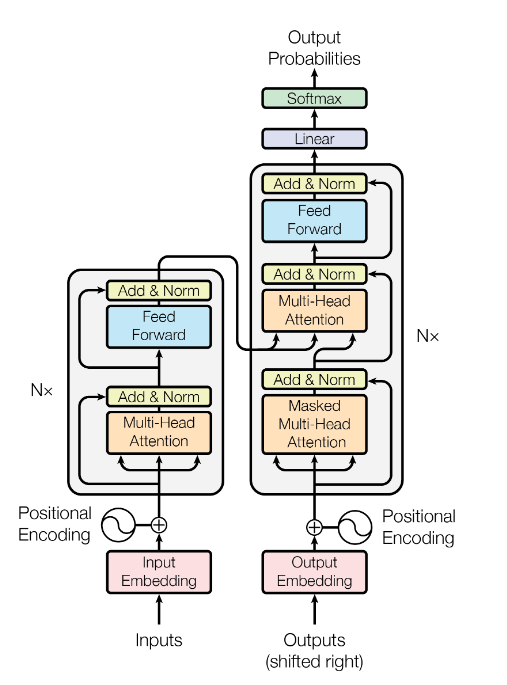 Output
Probabilities
Softmax
Linear
Add & Norm
Feed
Forward
Add & Norm
Multi-Head
Attention
Add & Norm
Masked
Multi-Head
Attention
N×
Add & Norm
Feed
Forward
Add & Norm
Multi-Head
Attention
N×
Positional
Encoding
Positional
Encoding
Input
Embedding
Output
Embedding
Inputs
Outputs
(shifted right)